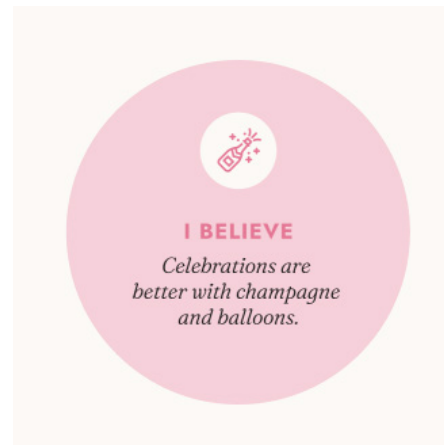 I BELIEVE
Celebrations are
better with champagne
and balloons.